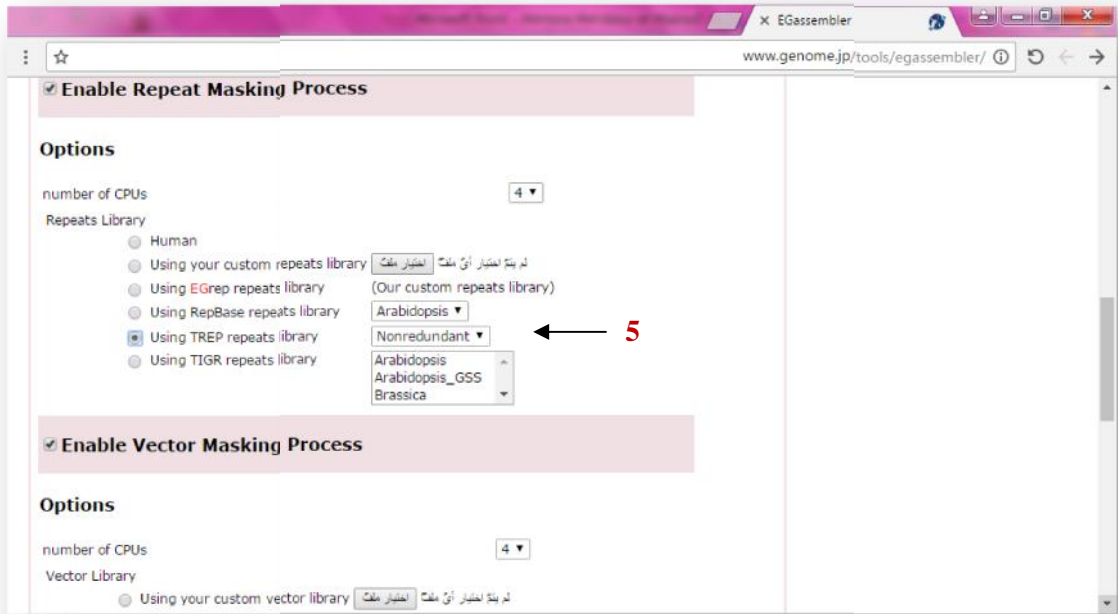 EGassembler
www.genome.jp/tools/egassembler/
Enable Repeat Masking Process
Options
number of CPUs 4
Repeats Library
Human
Using your custom repeats library اختيار ملف لم يتمّ اختيار أيّ ملفّ
Using EGrep repeats library (Our custom repeats library)
Using RepBase repeats library Arabidopsis
Using TREP repeats library Nonredundant 5
Using TIGR repeats library Arabidopsis
Arabidopsis_GSS
Brassica
Enable Vector Masking Process
Options
number of CPUs 4
Vector Library
Using your custom vector library اختيار ملف لم يتمّ اختيار أيّ ملفّ